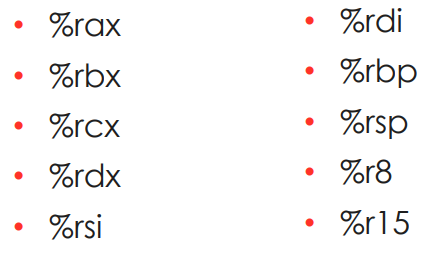 • %rax
• %rbx
• %rcx
• %rdx
• %rsi
• %rdi
• %rbp
• %rsp
• %r8
• %r15